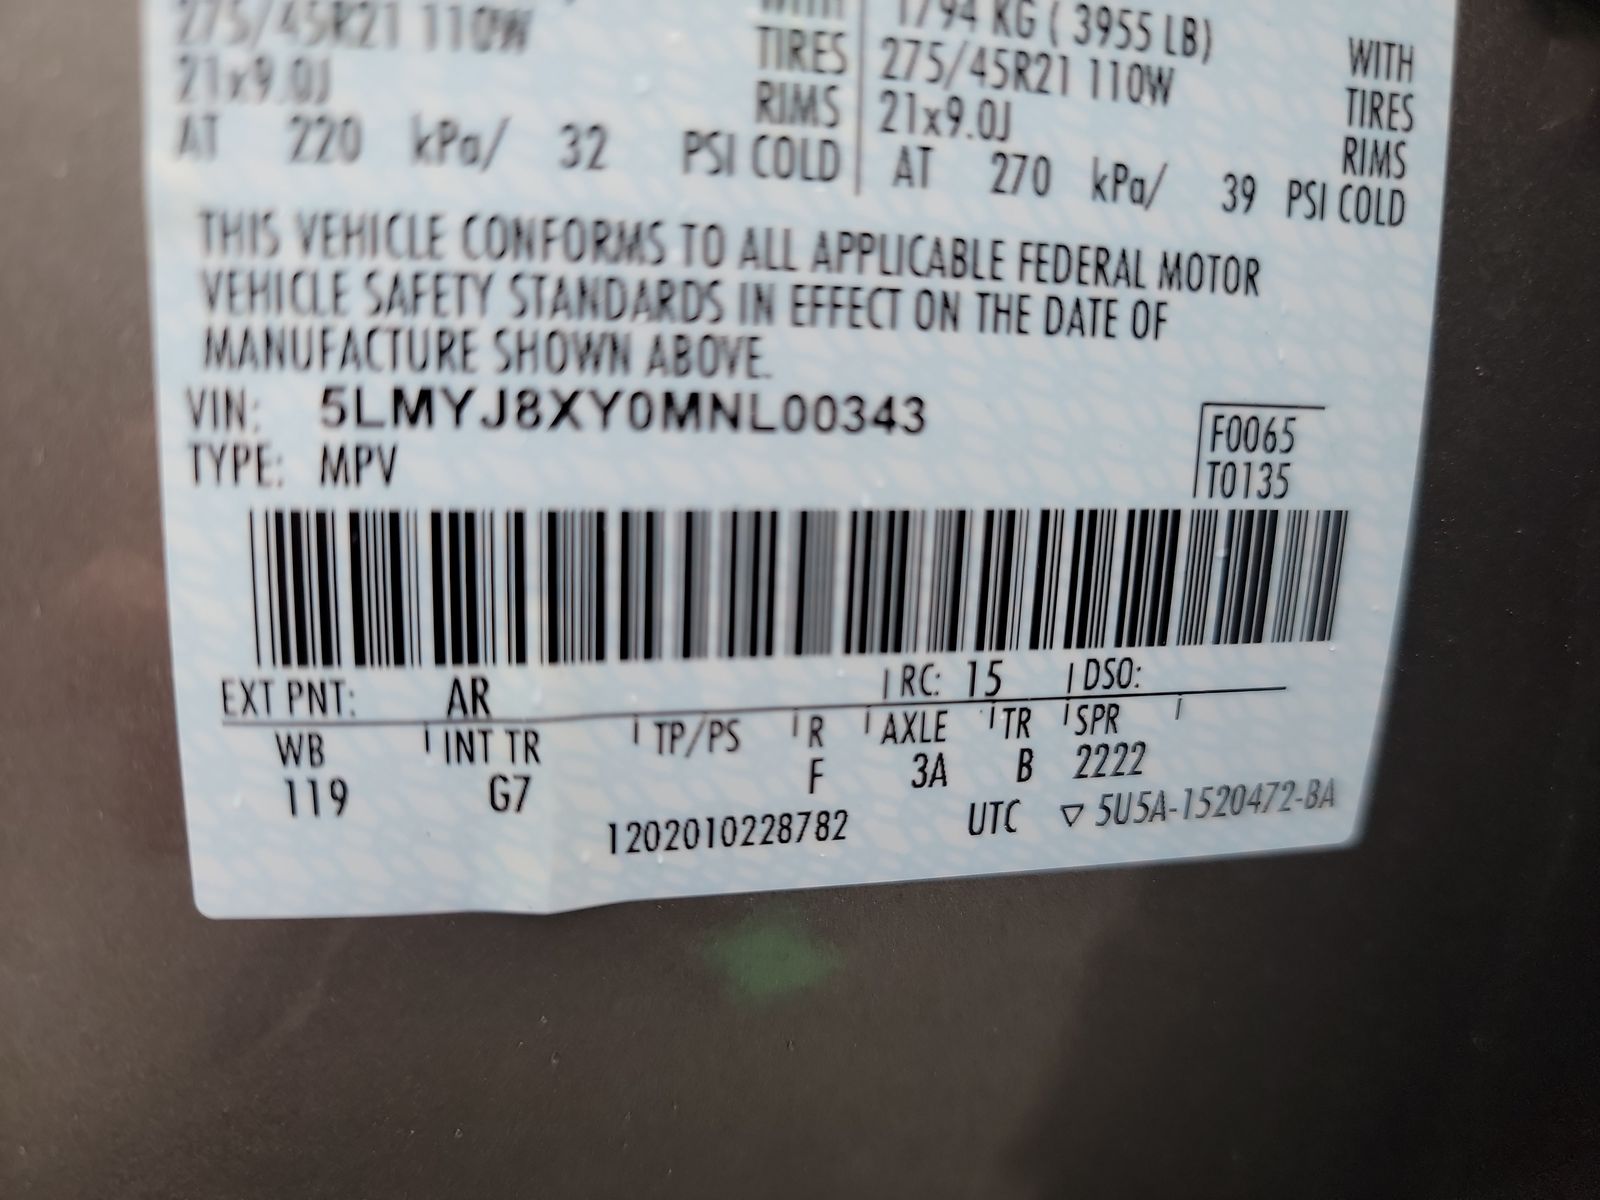 1794 KG ( 3955 LB) WITH
275/45R21 110W TIRES 275/45R21 110W TIRES
21x9.0J RIMS 21x9.0J RIMS
AT 220 kPa/ 32 PSI COLD AT 270 kPa/ 39 PSI COLD
THIS VEHICLE CONFORMS TO ALL APPLICABLE FEDERAL MOTOR
VEHICLE SAFETY STANDARDS IN EFFECT ON THE DATE OF
MANUFACTURE SHOWN ABOVE.
VIN: 5LMYJ8XY0MNL00343
F0065
TYPE: MPV
T0135
EXT PNT: AR RC: 15 DSO:
WB INT TR TP/PS R AXLE TR SPR
119 G7 F 3A B 2222
1202010228782 UTC ▽ 5U5A-1520472-BA